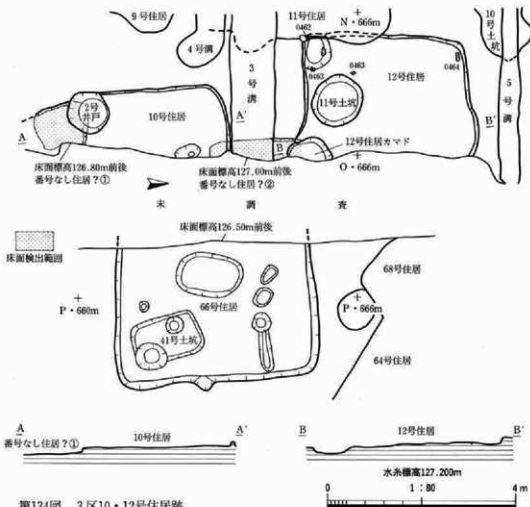 9号住居
4号溝
3号溝
11号住居
0462
N・666m
10号土坑
2号井戸
10号住居
A
A'
0463
0463
11号土坑
12号住居
0464
5号溝
B
B'
12号住居カマド
床面標高126.80m前後
番号なし住居?①
床面標高127.00m前後
番号なし住居?②
O・666m
未調査
床面標高126.50m前後
床面検出範囲
P・660m
66号住居
41号土坑
68号住居
P・666m
64号住居
A
A'
番号なし住居?①
10号住居
B
B'
12号住居
水糸標高127.200m
0 1:80 4m
第134図 3区10・12号住居跡